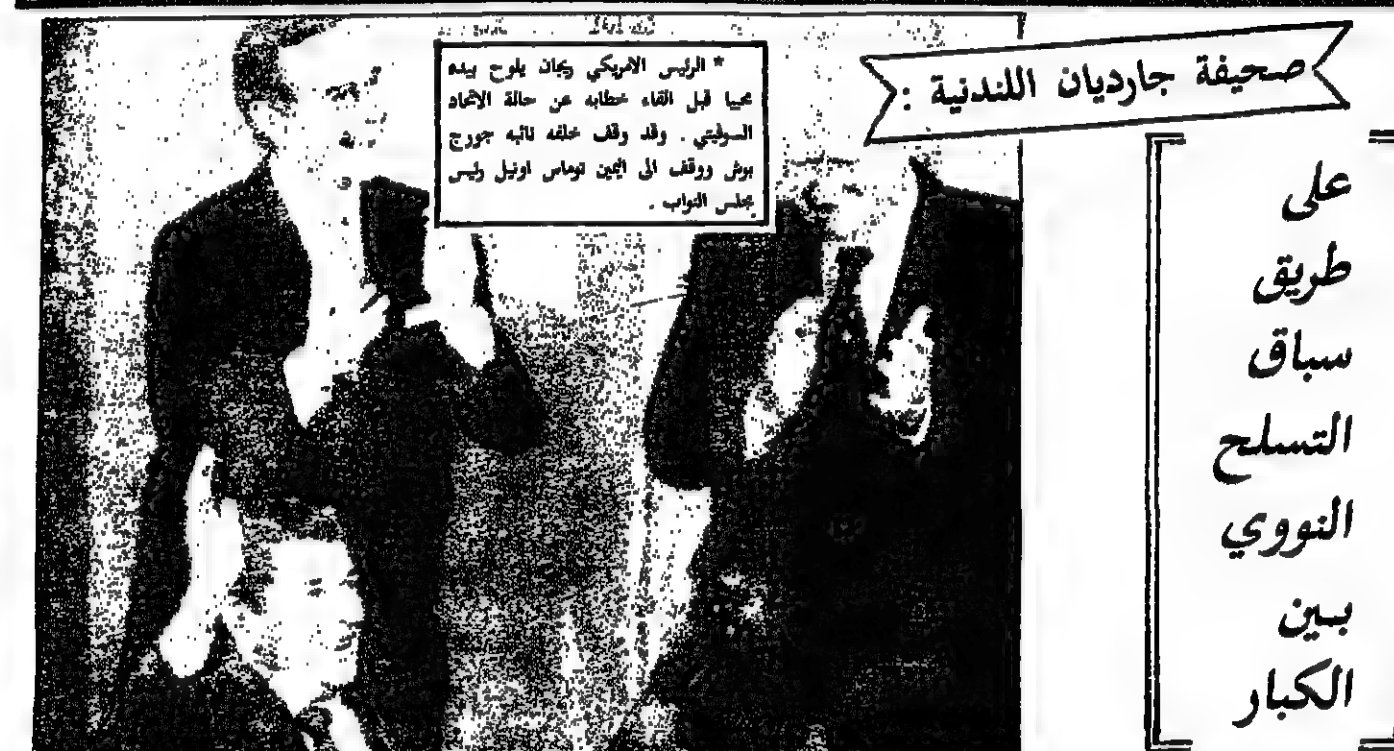 صحيفة جارديان اللندنية :
على
طريق
سباق
التسلح
النووي
بين
الكبار
* الرئيس الامريكي ريجان يلوح بيده
محييا قبل القاء خطابه عن حالة الاتحاد
السوفيتي . وقد وقف خلفه نائبه جورج
بوش ووقف الى اليمين توماس اونيل رئيس
مجلس النواب .